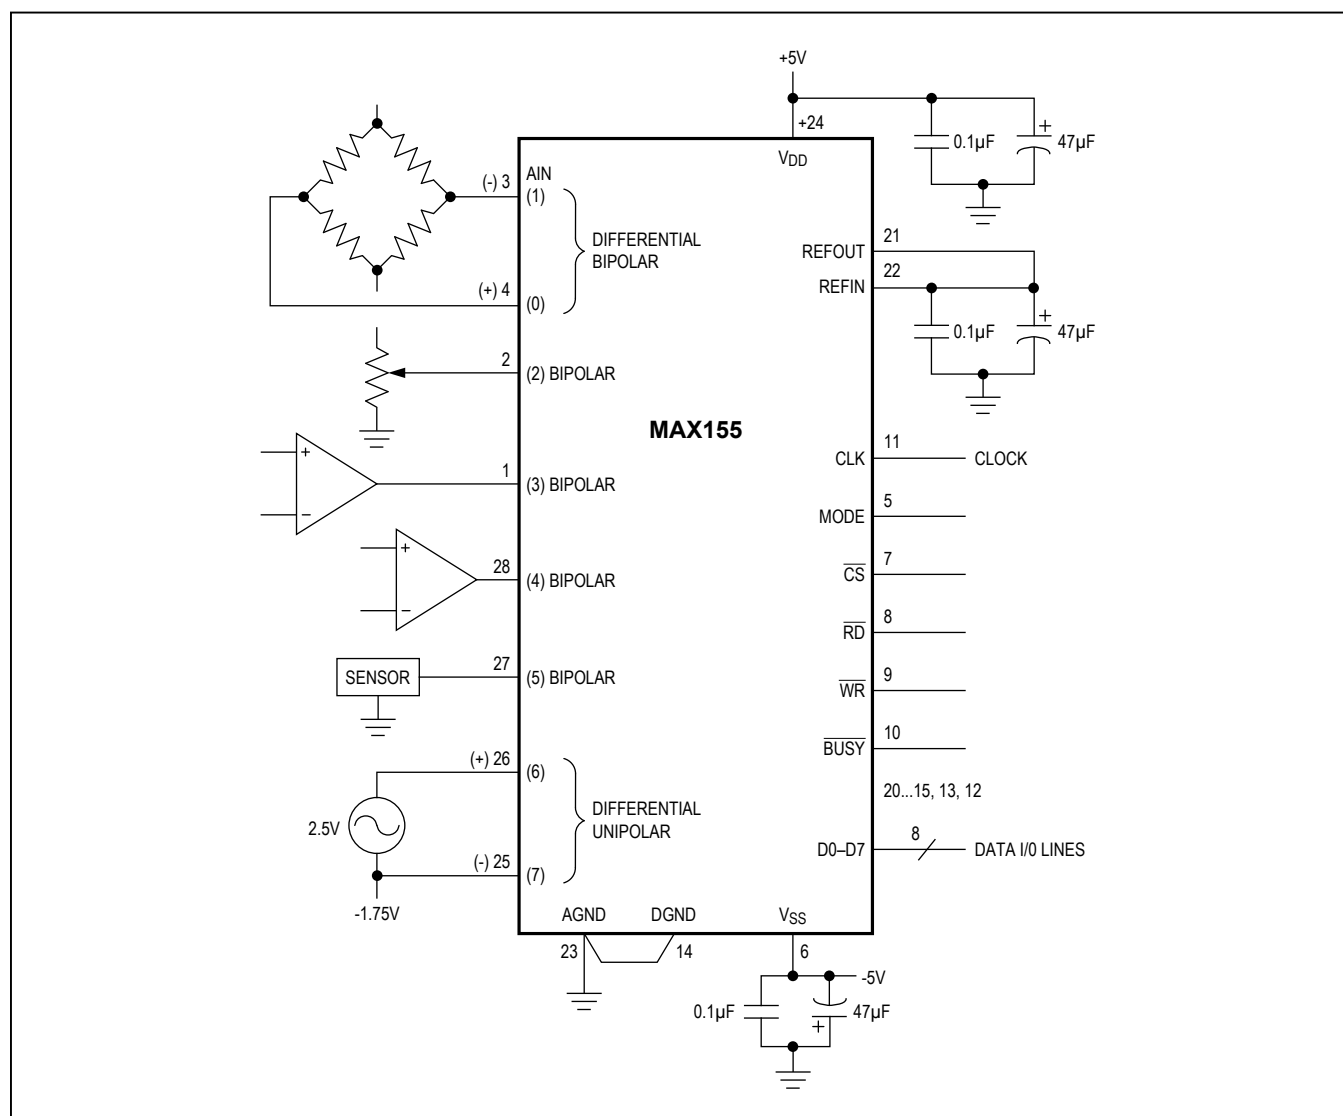 +5V
+24
0.1µF
+
47µF
VDD
AIN
(-) 3
(1)
DIFFERENTIAL
BIPOLAR
(+) 4
(0)
REFOUT
21
REFIN
22
0.1µF
+
47µF
2
(2) BIPOLAR
MAX155
+
−
1
(3) BIPOLAR
CLK
11
CLOCK
MODE
5
+
−
28
(4) BIPOLAR
CS
7
RD
8
SENSOR
27
(5) BIPOLAR
WR
9
BUSY
10
(+) 26
(6)
20...15, 13, 12
2.5V
DIFFERENTIAL
UNIPOLAR
D0–D7
8
DATA I/0 LINES
(-) 25
(7)
-1.75V
AGND
DGND
VSS
23
14
6
-5V
0.1µF
+
47µF